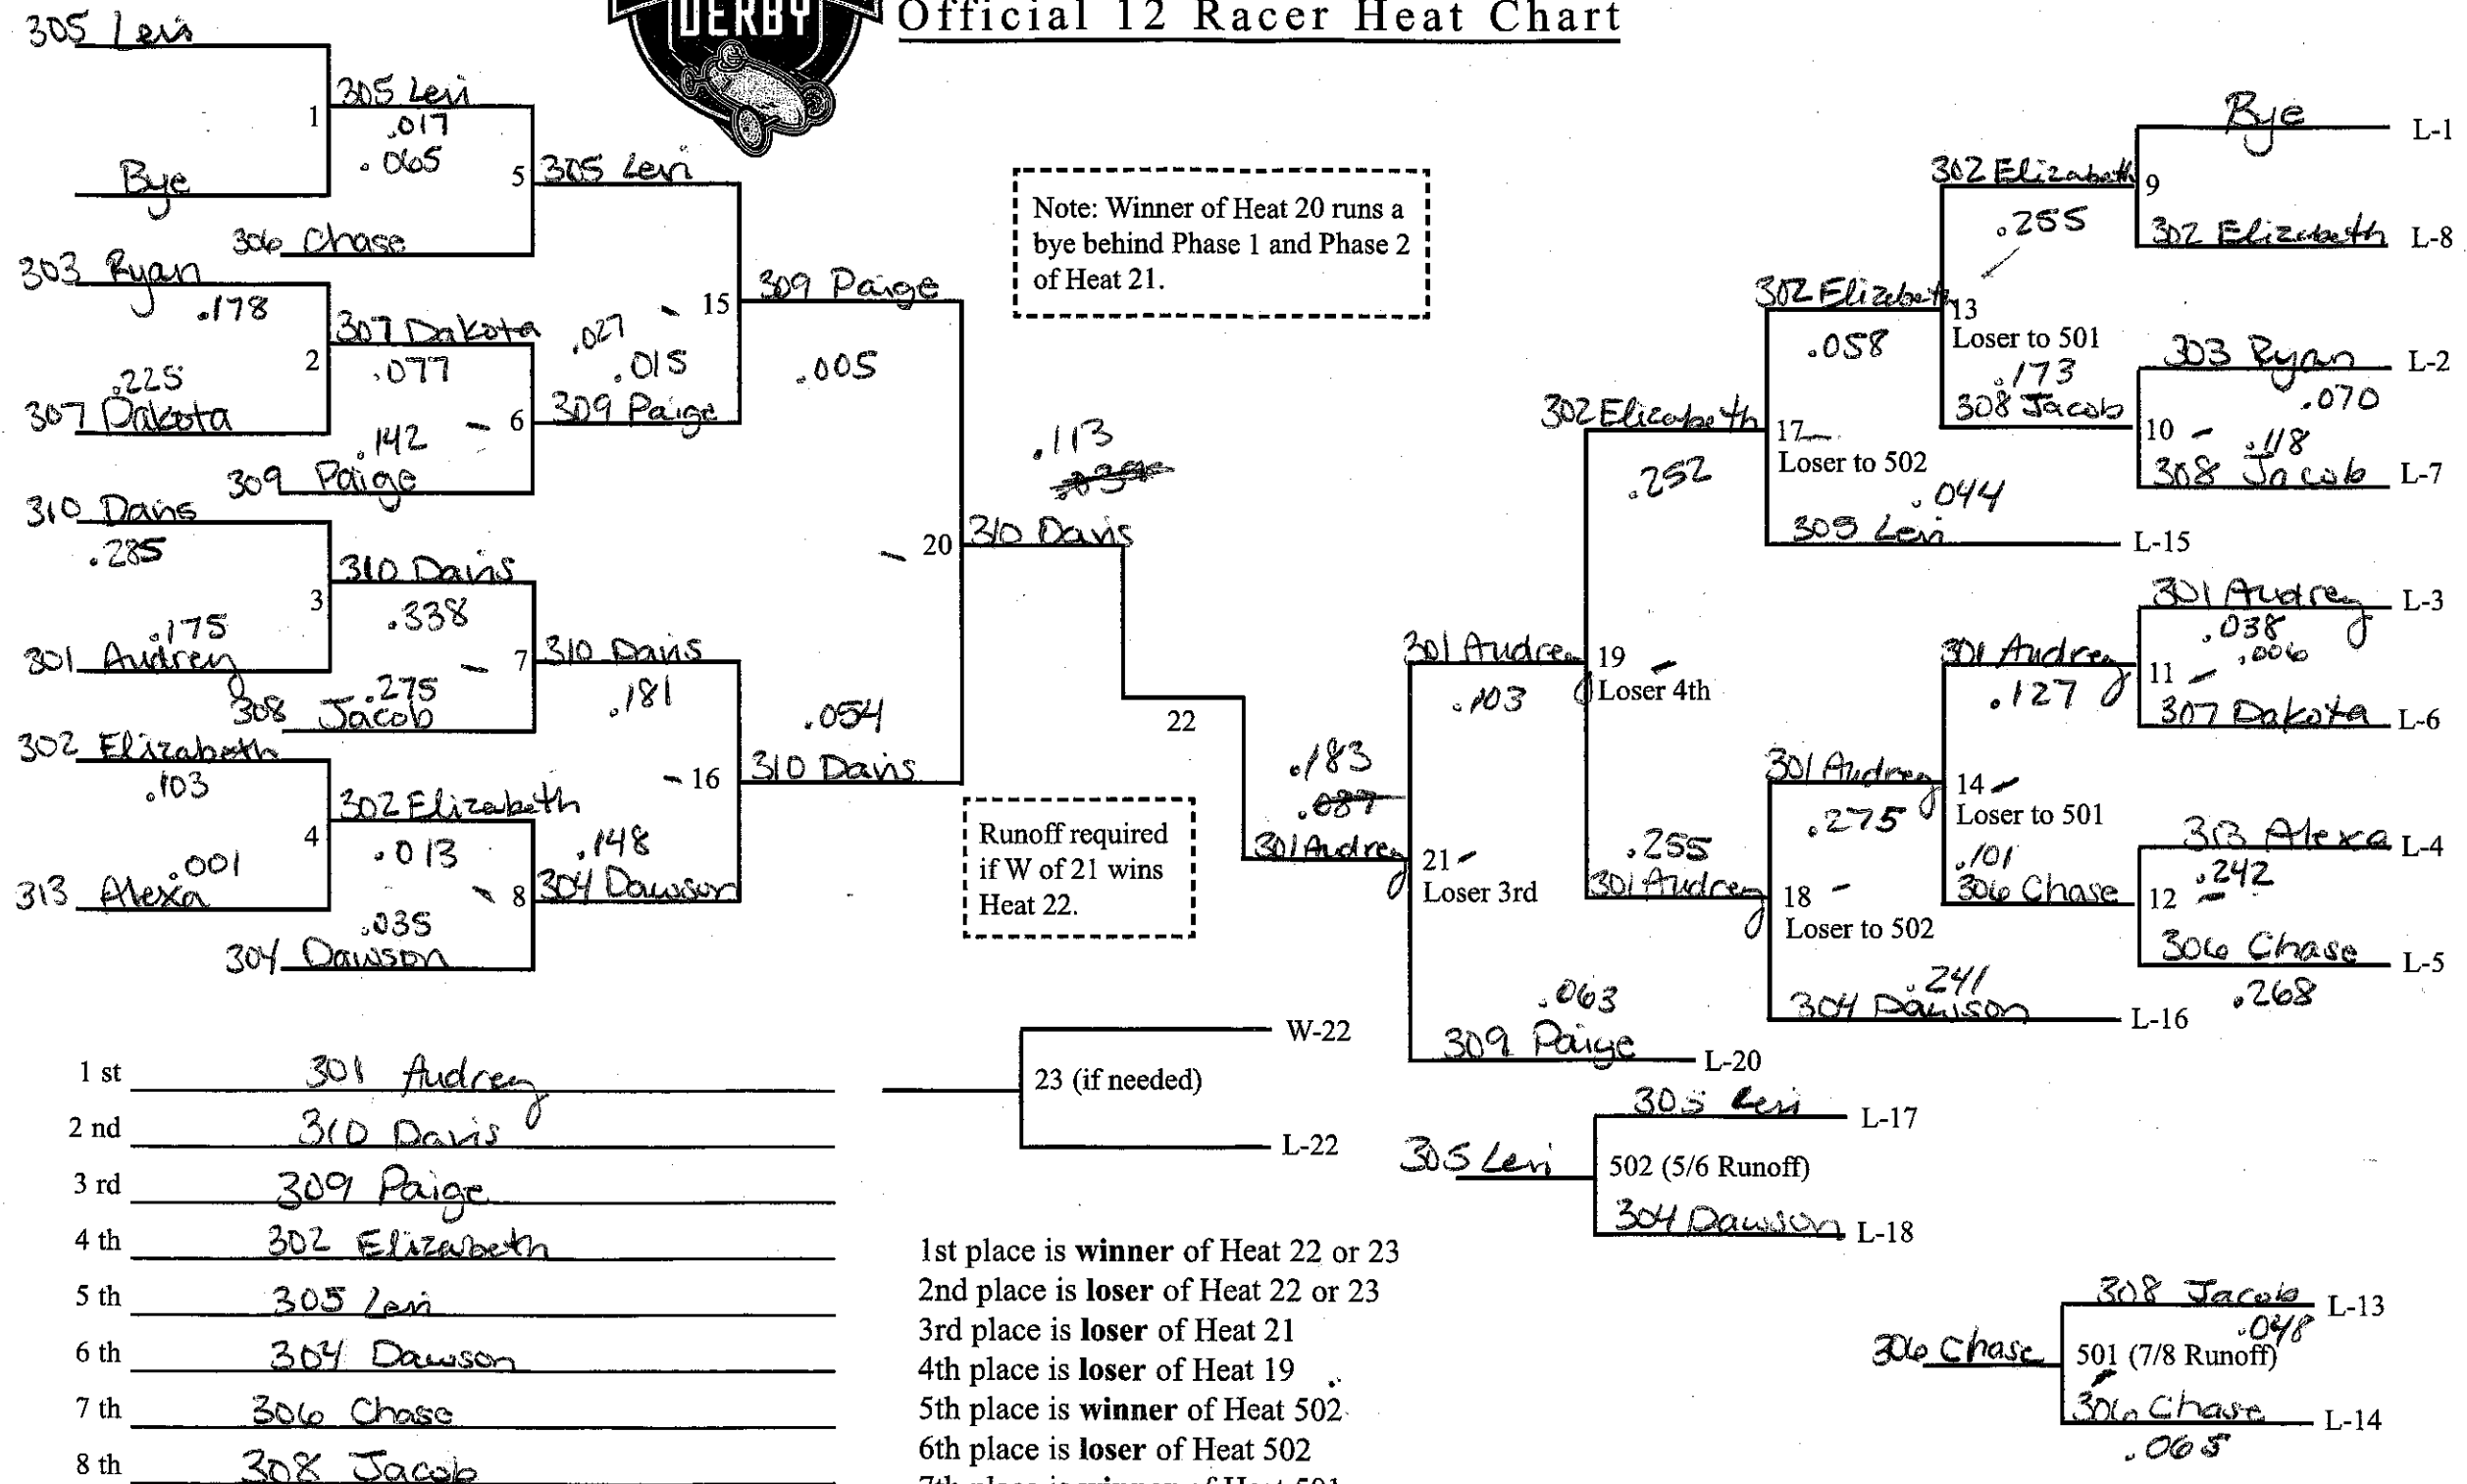 DERBY
Official 12 Racer Heat Chart
305 Levi
Bye
1
305 Levi
.017
.065
306 Chase
5
305 Levi
303 Ryan
.178
.225
307 Dakota
2
307 Dakota
.077
.142
309 Paige
6
309 Paige
.027
.015
15
309 Paige
.005
310 Davis
.285
.175
301 Audrey
3
310 Davis
.338
.275
308 Jacob
7
310 Davis
.181
302 Elizabeth
.103
.001
313 Alexa
4
302 Elizabeth
.013
.035
304 Dawson
8
.148
304 Dawson
16
.054
310 Davis
20
.113
310 Davis
22
Note: Winner of Heat 20 runs a
bye behind Phase 1 and Phase 2
of Heat 21.
Runoff required
if W of 21 wins
Heat 22.
.183
.087
301 Audrey
21
Loser 3rd
301 Audrey
.103
.063
309 Paige
L-20
19
Loser 4th
302 Elizabeth
.252
.255
301 Audrey
17
Loser to 502
302 Elizabeth
.058
.044
305 Levi
L-15
18
Loser to 502
301 Audrey
.275
.241
304 Dawson
L-16
13
Loser to 501
302 Elizabeth
.255
.173
308 Jacob
14
Loser to 501
301 Audrey
.127
.101
306 Chase
Bye
L-1
9
302 Elizabeth
L-8
303 Ryan
L-2
.070
10
.118
308 Jacob
L-7
301 Audrey
L-3
.038
.006
11
307 Dakota
L-6
313 Alexa
L-4
.242
12
306 Chase
L-5
.268
1 st 301 Audrey
2 nd 310 Davis
3 rd 309 Paige
4 th 302 Elizabeth
5 th 305 Levi
6 th 304 Dawson
7 th 306 Chase
8 th 308 Jacob
W-22
23 (if needed)
L-22
305 Levi
L-17
305 Levi
502 (5/6 Runoff)
304 Dawson
L-18
308 Jacob
L-13
.048
306 Chase
501 (7/8 Runoff)
306 Chase
L-14
.065
1st place is winner of Heat 22 or 23
2nd place is loser of Heat 22 or 23
3rd place is loser of Heat 21
4th place is loser of Heat 19
5th place is winner of Heat 502
6th place is loser of Heat 502
7th place is winner of Heat 501